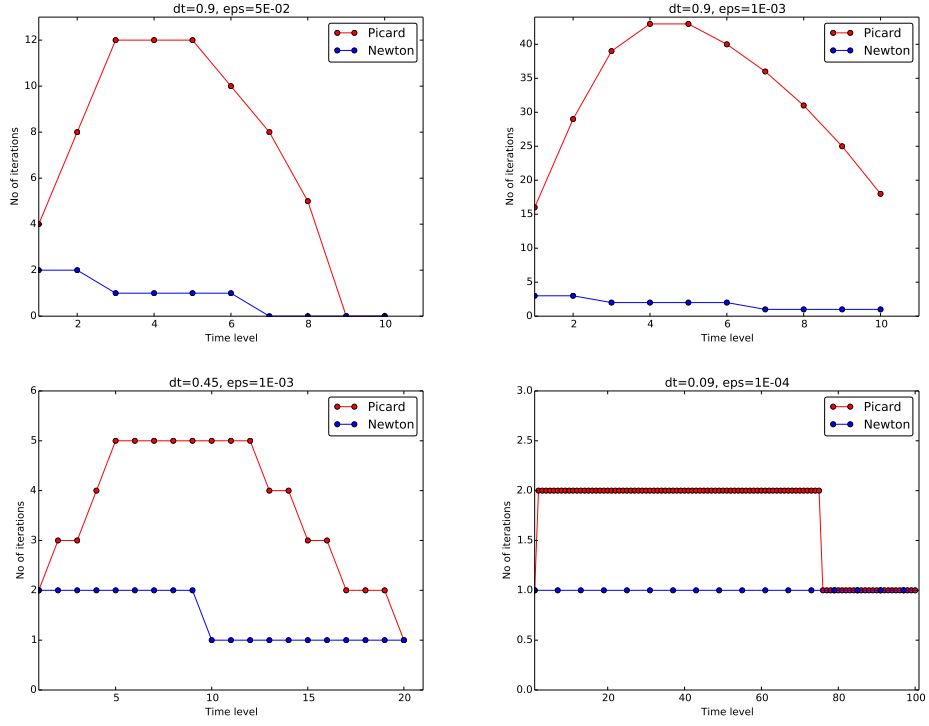 dt=0.9, eps=5E-02
No of iterations
12
10
8
6
4
2
0
Picard
Newton
2
4
6
8
10
Time level
dt=0.9, eps=1E-03
No of iterations
40
35
30
25
20
15
10
5
0
Picard
Newton
2
4
6
8
10
Time level
dt=0.45, eps=1E-03
No of iterations
6
5
4
3
2
1
0
Picard
Newton
5
10
15
20
Time level
dt=0.09, eps=1E-04
No of iterations
3.0
2.5
2.0
1.5
1.0
0.5
0.0
Picard
Newton
20
40
60
80
100
Time level